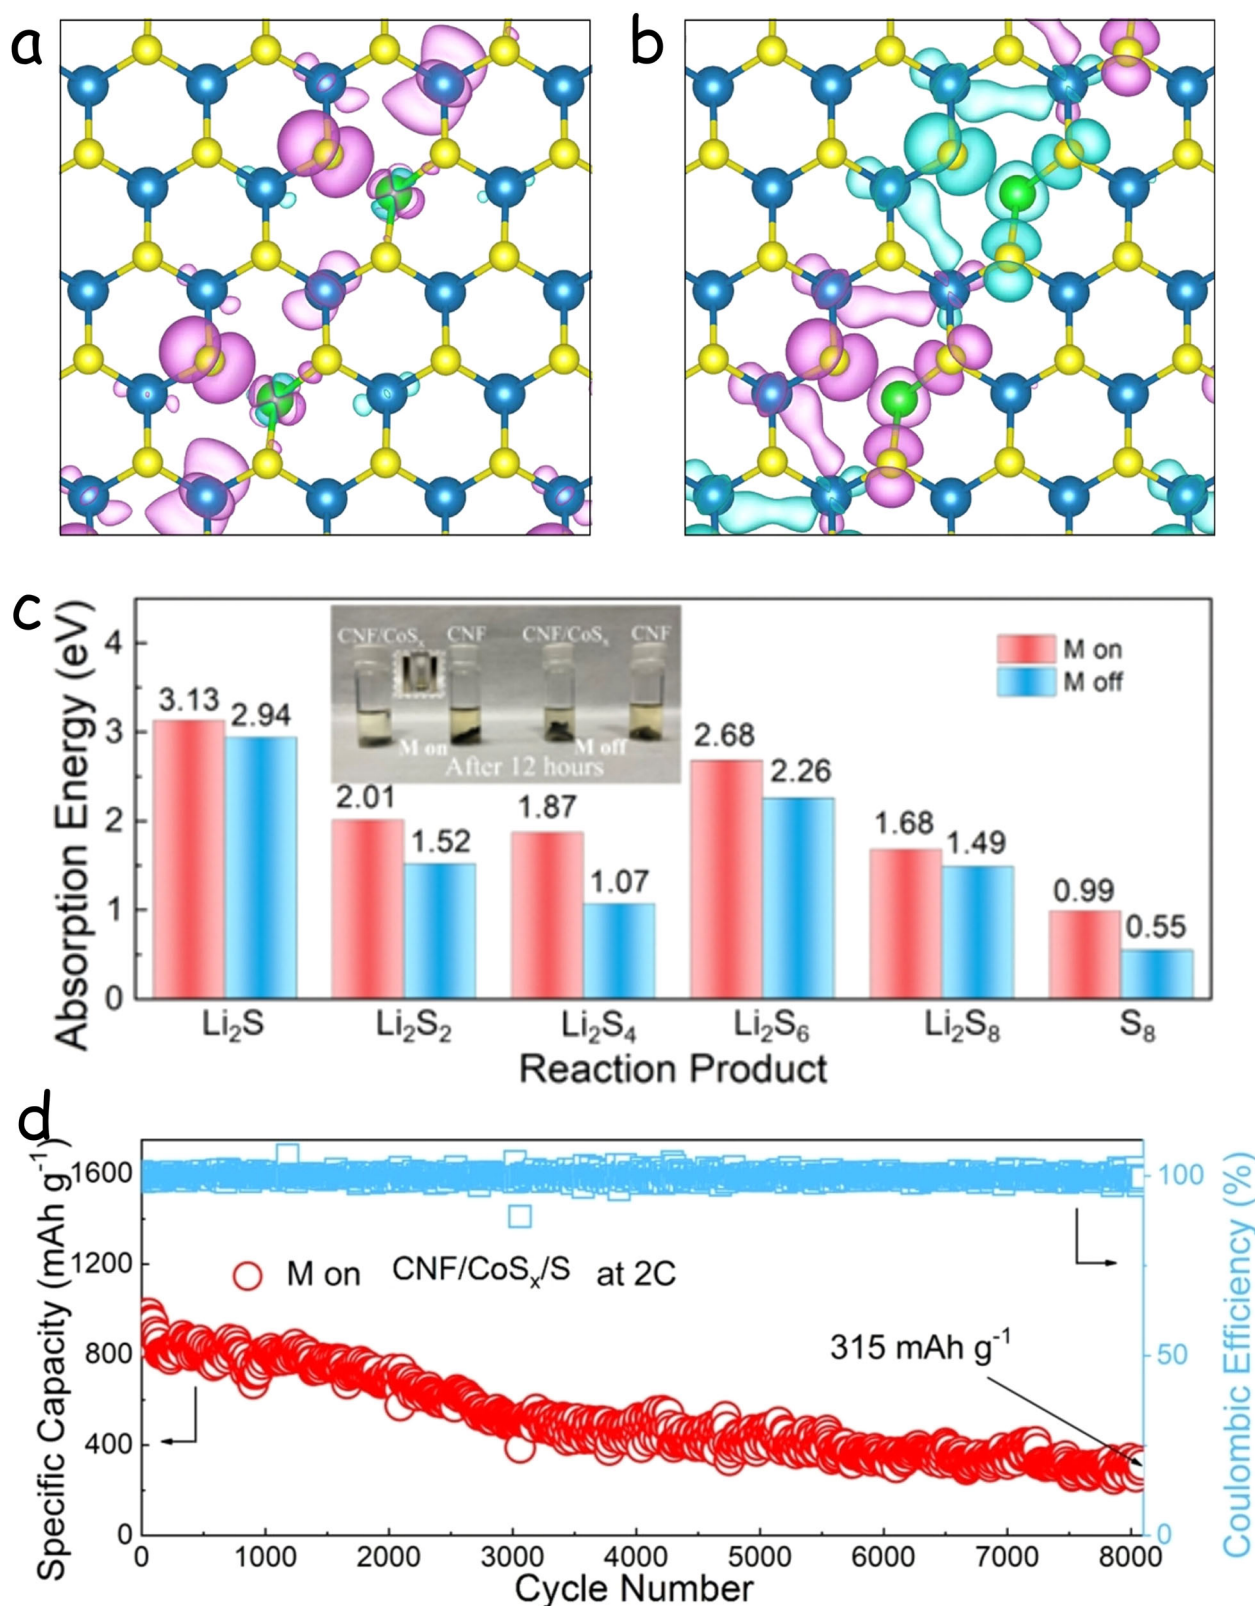 a
b
c
Absorption Energy (eV)
4
3
2
1
0
3.13
2.94
2.01
1.52
1.87
1.07
2.68
2.26
1.68
1.49
0.99
0.55
CNF/CoSₓ CNF CNF/CoSₓ CNF
M on M off
After 12 hours
M on
M off
Li₂S Li₂S₂ Li₂S₄ Li₂S₆ Li₂S₈ S₈
Reaction Product
d
Specific Capacity (mAh g⁻¹)
1600
1200
800
400
0
M on CNF/CoSₓ/S at 2C
315 mAh g⁻¹
100
50
0
Coulombic Efficiency (%)
0 1000 2000 3000 4000 5000 6000 7000 8000
Cycle Number